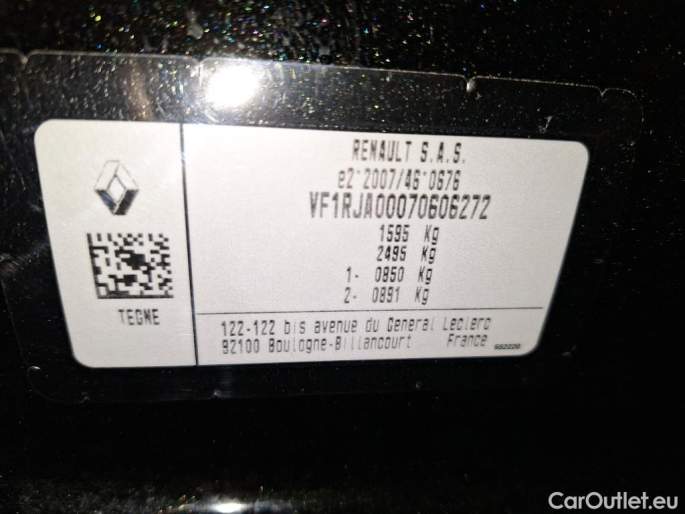 RENAULT S.A.S.
e2*2007/46*0676
VF1RJA00070606272
1595 Kg
2495 Kg
1- 0850 Kg
2- 0891 Kg
TEGNE
122-122 bis avenue du General Leclerc
92100 Boulogne-Billancourt France
CarOutlet.eu